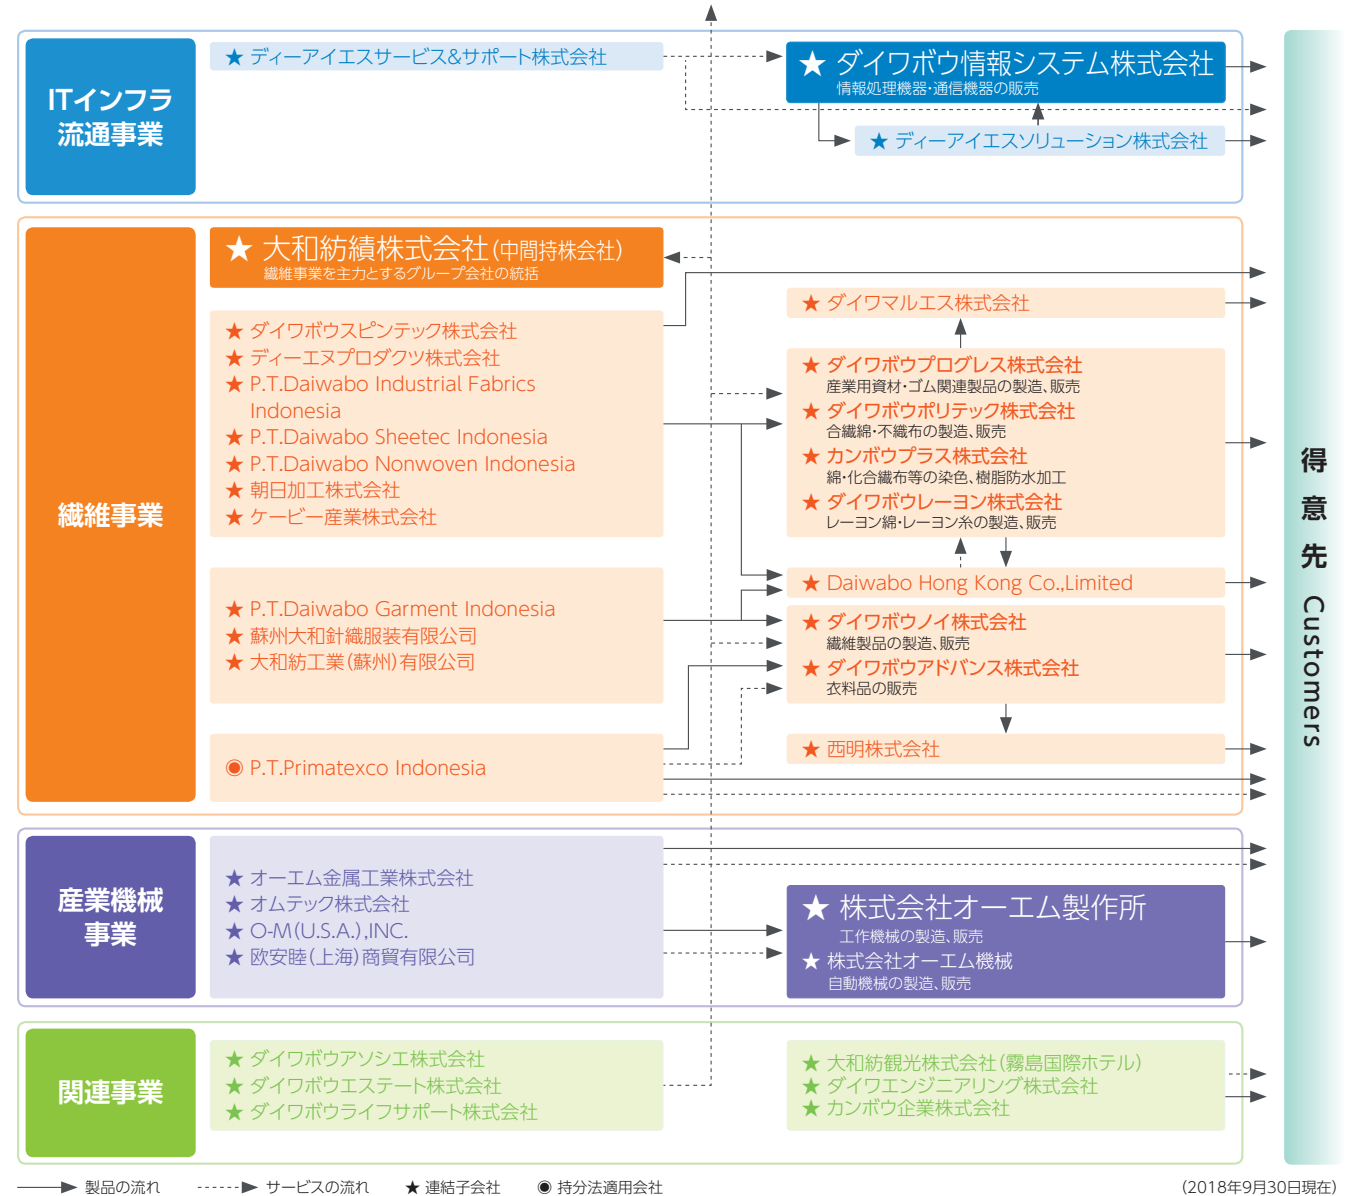 ITインフラ
流通事業
★ ディーアイエスサービス&サポート株式会社
★ ダイワボウ情報システム株式会社
情報処理機器・通信機器の販売
★ ディーアイエスソリューション株式会社
繊維事業
★ 大和紡績株式会社(中間持株会社)
繊維事業を主力とするグループ会社の統括
★ ダイワボウスピンテック株式会社
★ ディーエヌプロダクツ株式会社
★ P.T.Daiwabo Industrial Fabrics
Indonesia
★ P.T.Daiwabo Sheetec Indonesia
★ P.T.Daiwabo Nonwoven Indonesia
★ 朝日加工株式会社
★ ケービー産業株式会社
★ P.T.Daiwabo Garment Indonesia
★ 蘇州大和針織服装有限公司
★ 大和紡工業(蘇州)有限公司
◉ P.T.Primatexco Indonesia
★ ダイワマルエス株式会社
★ ダイワボウプログレス株式会社
産業用資材・ゴム関連製品の製造、販売
★ ダイワボウポリテック株式会社
合繊綿・不織布の製造、販売
★ カンボウプラス株式会社
綿・化合繊布等の染色、樹脂防水加工
★ ダイワボウレーヨン株式会社
レーヨン綿・レーヨン糸の製造、販売
★ Daiwabo Hong Kong Co.,Limited
★ ダイワボウノイ株式会社
繊維製品の製造、販売
★ ダイワボウアドバンス株式会社
衣料品の販売
★ 西明株式会社
産業機械
事業
★ オーエム金属工業株式会社
★ オムテック株式会社
★ O-M(U.S.A.),INC.
★ 欧安睦(上海)商貿有限公司
★ 株式会社オーエム製作所
工作機械の製造、販売
★ 株式会社オーエム機械
自動機械の製造、販売
関連事業
★ ダイワボウアソシエ株式会社
★ ダイワボウエステート株式会社
★ ダイワボウライフサポート株式会社
★ 大和紡観光株式会社(霧島国際ホテル)
★ ダイワエンジニアリング株式会社
★ カンボウ企業株式会社
得意先 Customers
製品の流れ サービスの流れ ★ 連結子会社 ◉ 持分法適用会社 (2018年9月30日現在)